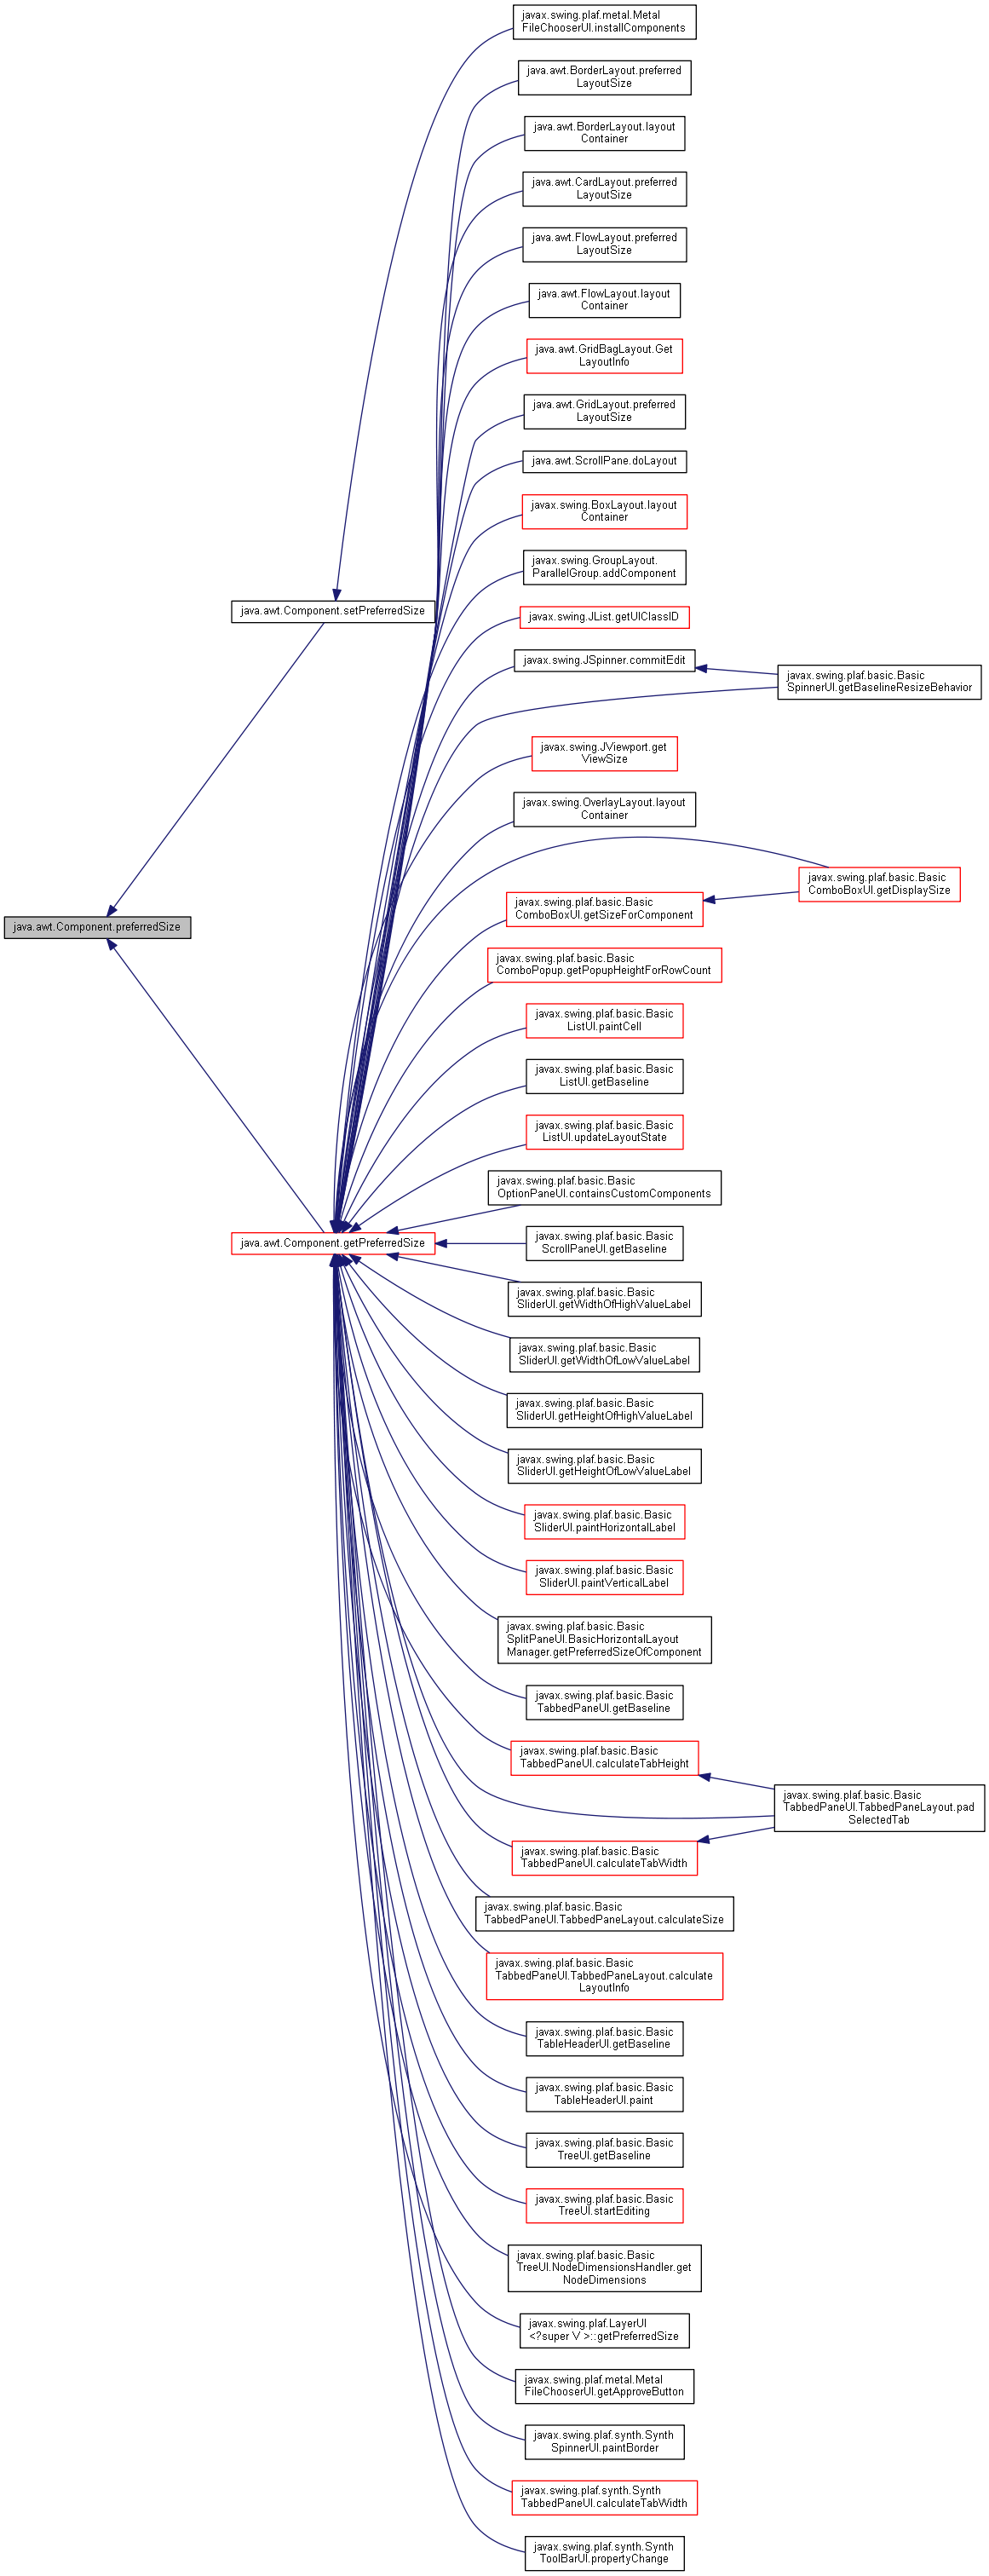 javax.swing.plaf.metal.Metal
FileChooserUI.installComponents
java.awt.BorderLayout.preferred
LayoutSize
java.awt.BorderLayout.layout
Container
java.awt.CardLayout.preferred
LayoutSize
java.awt.FlowLayout.preferred
LayoutSize
java.awt.FlowLayout.layout
Container
java.awt.GridBagLayout.Get
LayoutInfo
java.awt.GridLayout.preferred
LayoutSize
java.awt.ScrollPane.doLayout
javax.swing.BoxLayout.layout
Container
javax.swing.GroupLayout.
ParallelGroup.addComponent
java.awt.Component.setPreferredSize
javax.swing.JList.getUIClassID
javax.swing.JSpinner.commitEdit
javax.swing.plaf.basic.Basic
SpinnerUI.getBaselineResizeBehavior
javax.swing.JViewport.get
ViewSize
javax.swing.OverlayLayout.layout
Container
javax.swing.plaf.basic.Basic
ComboBoxUI.getDisplaySize
javax.swing.plaf.basic.Basic
ComboBoxUI.getSizeForComponent
java.awt.Component.preferredSize
javax.swing.plaf.basic.Basic
ComboPopup.getPopupHeightForRowCount
javax.swing.plaf.basic.Basic
ListUI.paintCell
javax.swing.plaf.basic.Basic
ListUI.getBaseline
javax.swing.plaf.basic.Basic
ListUI.updateLayoutState
javax.swing.plaf.basic.Basic
OptionPaneUI.containsCustomComponents
java.awt.Component.getPreferredSize
javax.swing.plaf.basic.Basic
ScrollPaneUI.getBaseline
javax.swing.plaf.basic.Basic
SliderUI.getWidthOfHighValueLabel
javax.swing.plaf.basic.Basic
SliderUI.getWidthOfLowValueLabel
javax.swing.plaf.basic.Basic
SliderUI.getHeightOfHighValueLabel
javax.swing.plaf.basic.Basic
SliderUI.getHeightOfLowValueLabel
javax.swing.plaf.basic.Basic
SliderUI.paintHorizontalLabel
javax.swing.plaf.basic.Basic
SliderUI.paintVerticalLabel
javax.swing.plaf.basic.Basic
SplitPaneUI.BasicHorizontalLayout
Manager.getPreferredSizeOfComponent
javax.swing.plaf.basic.Basic
TabbedPaneUI.getBaseline
javax.swing.plaf.basic.Basic
TabbedPaneUI.calculateTabHeight
javax.swing.plaf.basic.Basic
TabbedPaneUI.TabbedPaneLayout.pad
SelectedTab
javax.swing.plaf.basic.Basic
TabbedPaneUI.calculateTabWidth
javax.swing.plaf.basic.Basic
TabbedPaneUI.TabbedPaneLayout.calculateSize
javax.swing.plaf.basic.Basic
TabbedPaneUI.TabbedPaneLayout.calculate
LayoutInfo
javax.swing.plaf.basic.Basic
TableHeaderUI.getBaseline
javax.swing.plaf.basic.Basic
TableHeaderUI.paint
javax.swing.plaf.basic.Basic
TreeUI.getBaseline
javax.swing.plaf.basic.Basic
TreeUI.startEditing
javax.swing.plaf.basic.Basic
TreeUI.NodeDimensionsHandler.get
NodeDimensions
javax.swing.plaf.LayerUI
<?super V >::getPreferredSize
javax.swing.plaf.metal.Metal
FileChooserUI.getApproveButton
javax.swing.plaf.synth.Synth
SpinnerUI.paintBorder
javax.swing.plaf.synth.Synth
TabbedPaneUI.calculateTabWidth
javax.swing.plaf.synth.Synth
ToolBarUI.propertyChange